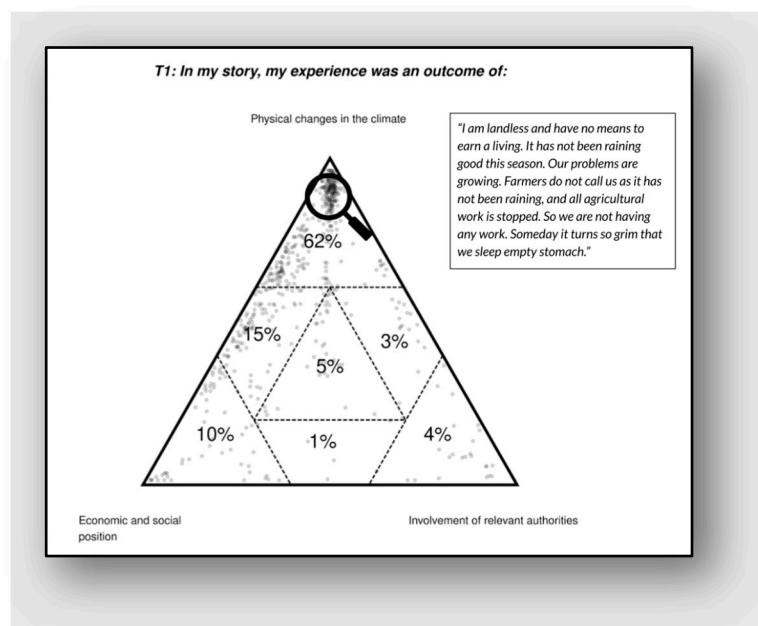 T1: In my story, my experience was an outcome of:
Physical changes in the climate
“I am landless and have no means to
earn a living. It has not been raining
good this season. Our problems are
growing. Farmers do not call us as it has
not been raining, and all agricultural
work is stopped. So we are not having
any work. Someday it turns so grim that
we sleep empty stomach.”
62%
15%
3%
5%
10%
1%
4%
Economic and social
position
Involvement of relevant authorities